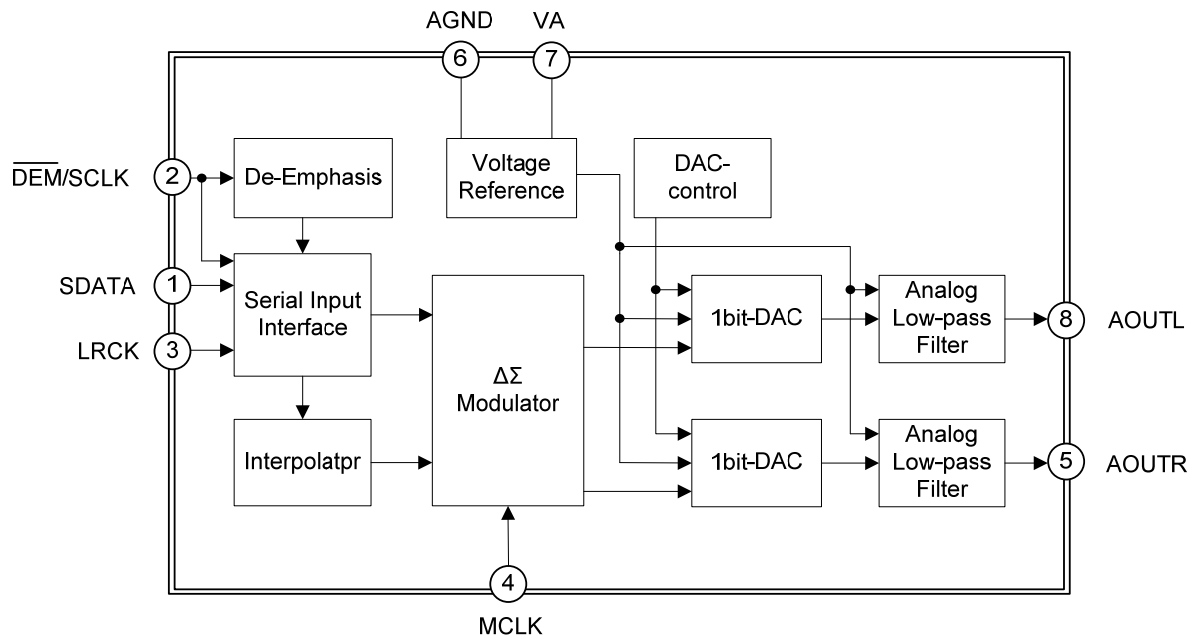 AGND VA
6 7
DEM/SCLK 2
De-Emphasis
Voltage
Reference
DAC-
control
SDATA 1
Serial Input
Interface
LRCK 3
Interpolatpr
ΔΣ
Modulator
1bit-DAC
Analog
Low-pass
Filter
8 AOUTL
1bit-DAC
Analog
Low-pass
Filter
5 AOUTR
4
MCLK